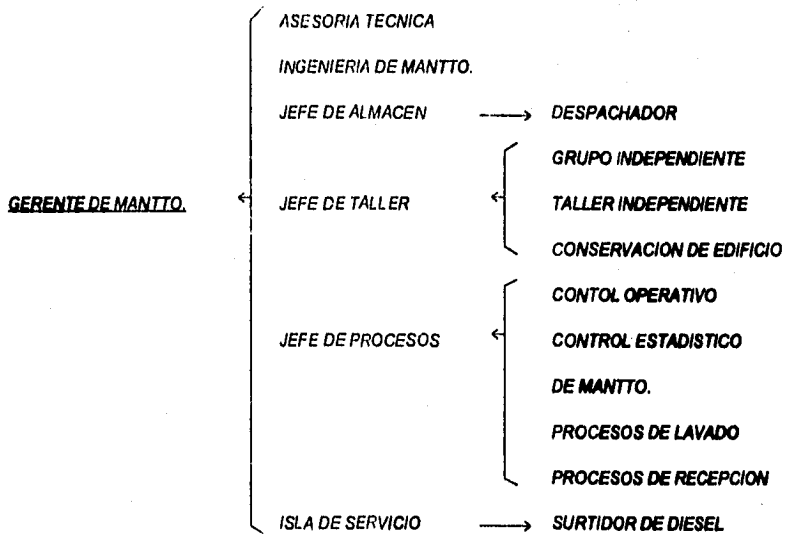 ASESORIA TECNICA
INGENIERIA DE MANTTO.
JEFE DE ALMACEN
DESPACHADOR
GRUPO INDEPENDIENTE
GERENTE DE MANTTO.
JEFE DE TALLER
TALLER INDEPENDIENTE
CONSERVACION DE EDIFICIO
CONTOL OPERATIVO
JEFE DE PROCESOS
CONTROL ESTADISTICO
DE MANTTO.
PROCESOS DE LAVADO
PROCESOS DE RECEPCION
ISLA DE SERVICIO
SURTIDOR DE DIESEL